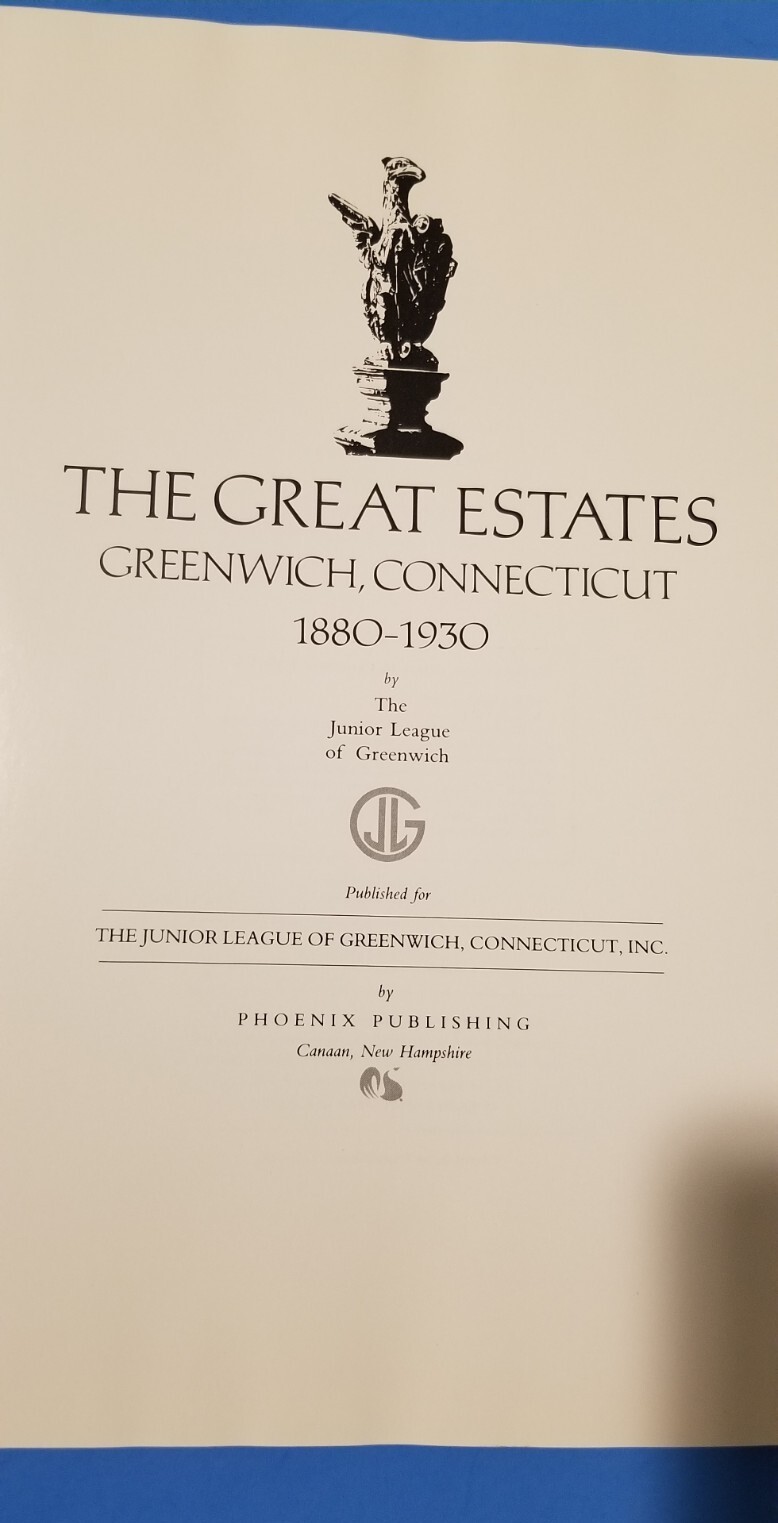 THE GREAT ESTATES
GREENWICH, CONNECTICUT
1880-1930
by
The
Junior League
of Greenwich
JLG
Published for
THE JUNIOR LEAGUE OF GREENWICH, CONNECTICUT, INC.
by
PHOENIX PUBLISHING
Canaan, New Hampshire